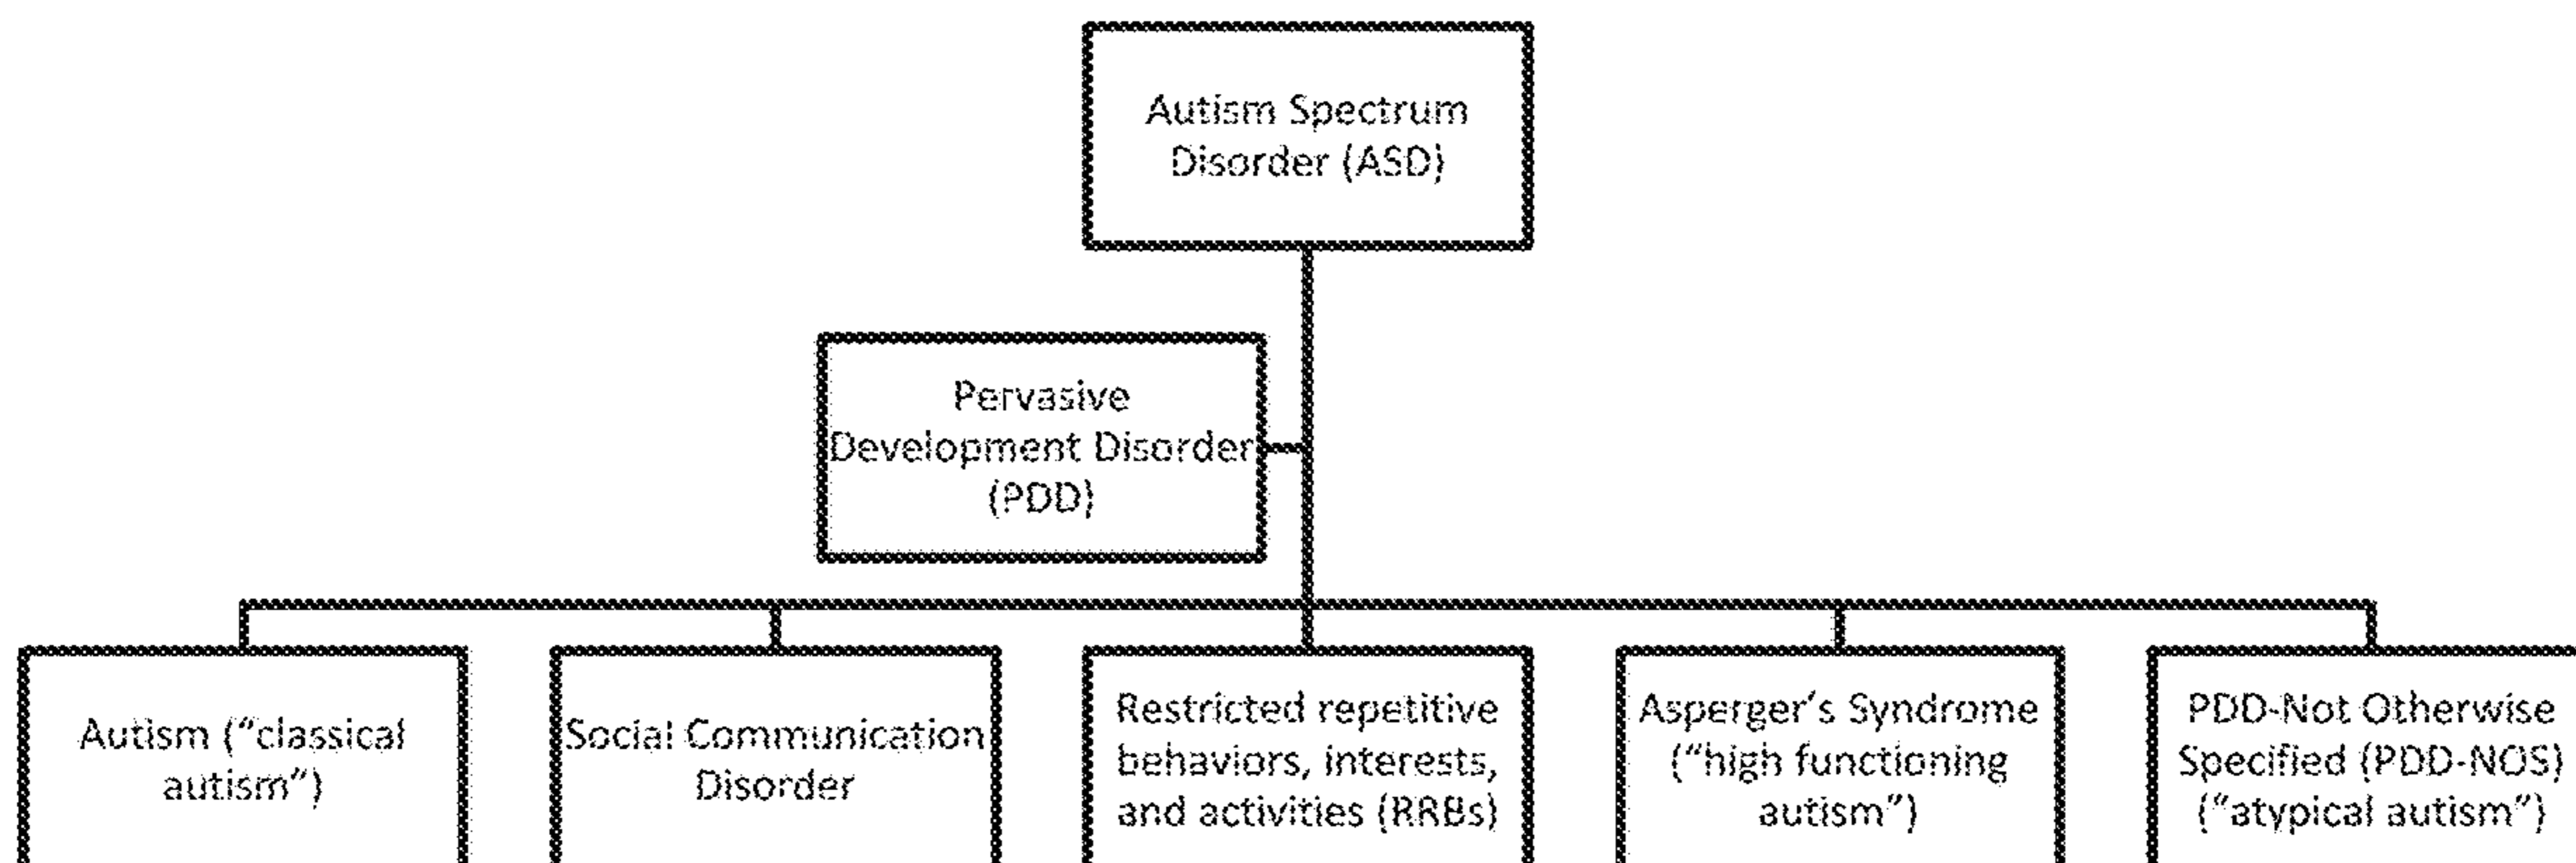 Autism Spectrum
Disorder (ASD)
Pervasive
Development Disorder
(PDD)
Autism (“classical
autism”)
Social Communication
Disorder
Restricted repetitive
behaviors, interests,
and activities (RRBs)
Asperger’s Syndrome
(“high functioning
autism”)
PDD-Not Otherwise
Specified (PDD-NOS)
(“atypical autism”)